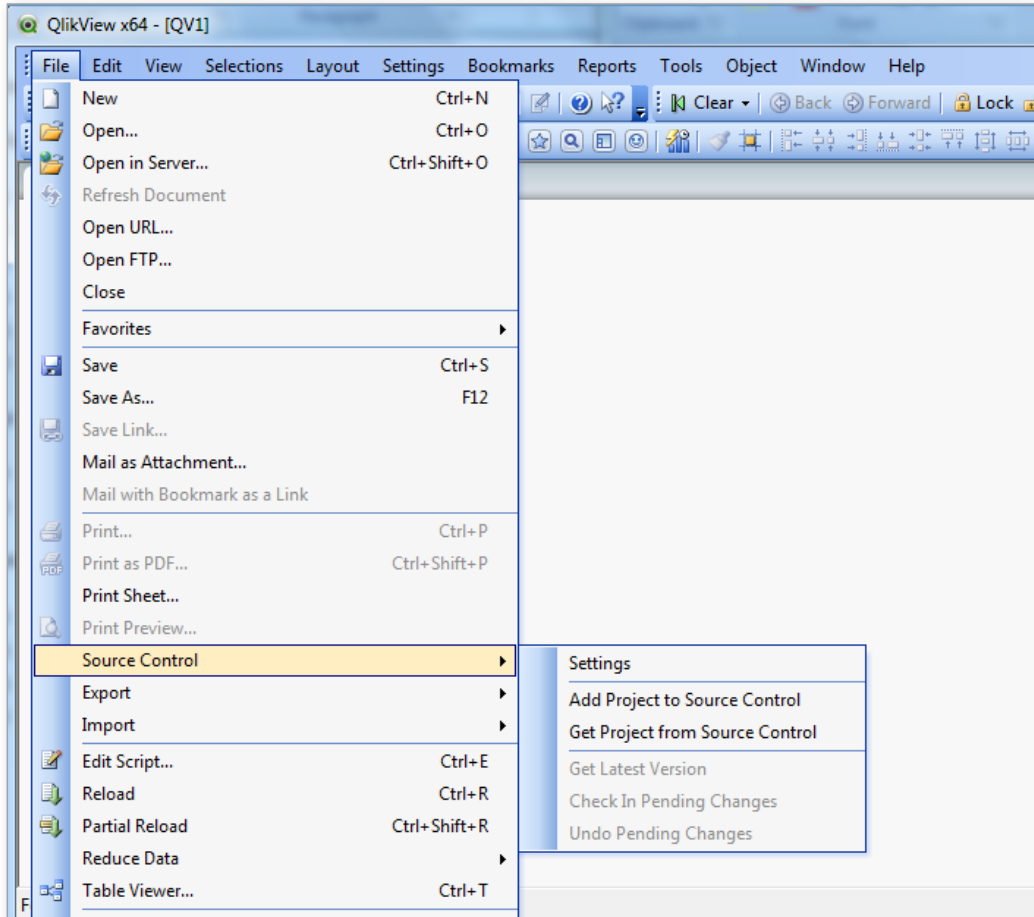 QlikView x64 - [QV1]
File Edit View Selections Layout Settings Bookmarks Reports Tools Object Window Help
Clear Back Forward Lock
New Ctrl+N
Open... Ctrl+O
Open in Server... Ctrl+Shift+O
Refresh Document
Open URL...
Open FTP...
Close
Favorites
Save Ctrl+S
Save As... F12
Save Link...
Mail as Attachment...
Mail with Bookmark as a Link
Print... Ctrl+P
Print as PDF... Ctrl+Shift+P
Print Sheet...
Print Preview...
Source Control
Settings
Add Project to Source Control
Get Project from Source Control
Get Latest Version
Check In Pending Changes
Undo Pending Changes
Export
Import
Edit Script... Ctrl+E
Reload Ctrl+R
Partial Reload Ctrl+Shift+R
Reduce Data
Table Viewer... Ctrl+T